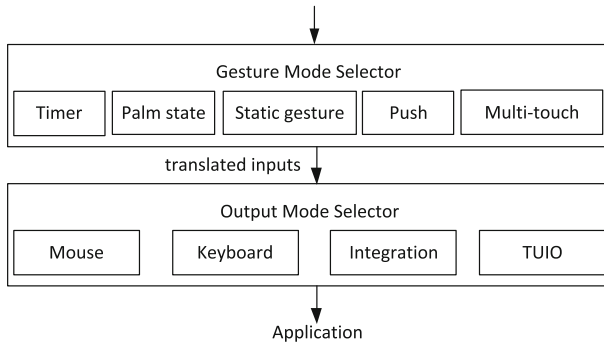 Gesture Mode Selector
Timer Palm state Static gesture Push Multi-touch
translated inputs
Output Mode Selector
Mouse Keyboard Integration TUIO
Application